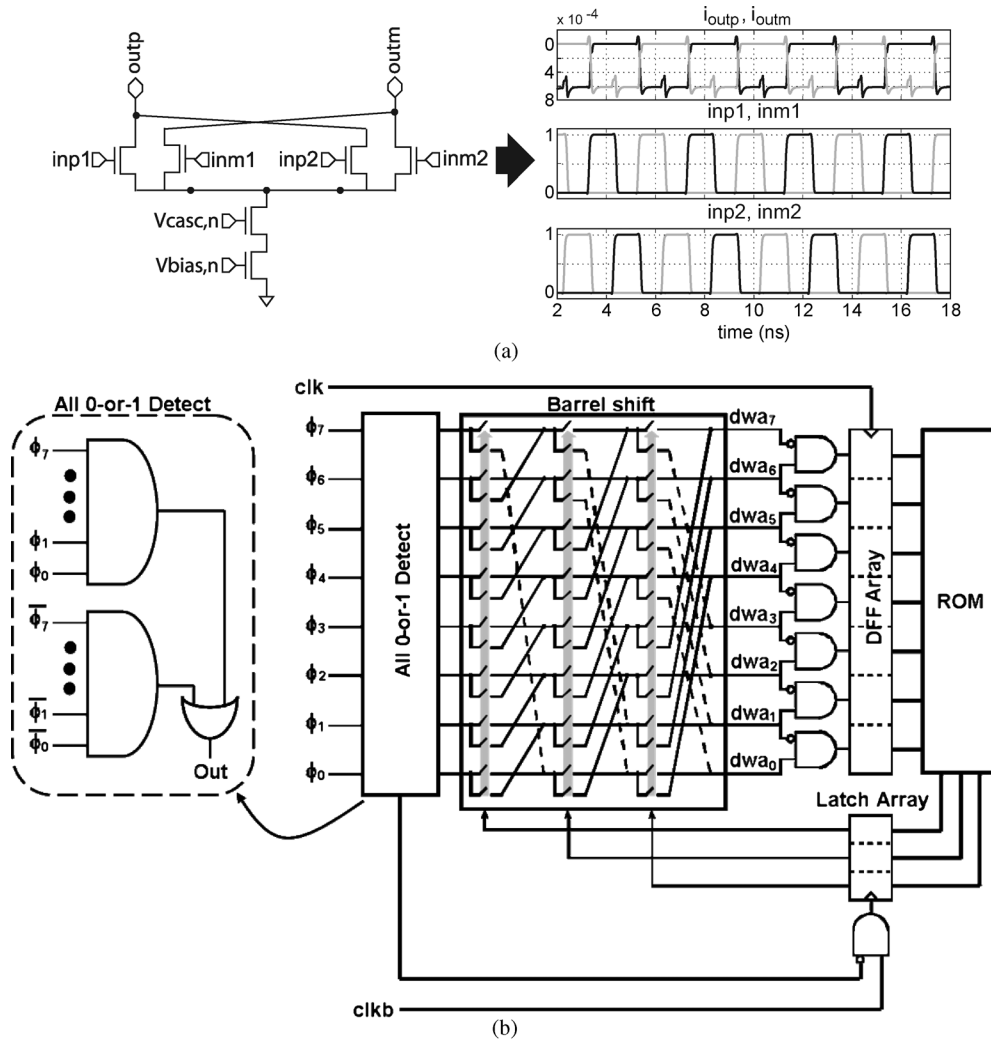 outp
outm
inp1
inm1
inp2
inm2
Vcasc,n
Vbias,n
x 10⁻⁴
i_outp, i_outm
0
4
8
inp1, inm1
1
0
inp2, inm2
1
0
2 4 6 8 10 12 14 16 18
time (ns)
(a)
All 0-or-1 Detect
ϕ₇
ϕ₁
ϕ₀
ϕ̅₇
ϕ̅₁
ϕ̅₀
Out
clk
ϕ₇
ϕ₆
ϕ₅
ϕ₄
ϕ₃
ϕ₂
ϕ₁
ϕ₀
All 0-or-1 Detect
Barrel shift
dwa₇
dwa₆
dwa₅
dwa₄
dwa₃
dwa₂
dwa₁
dwa₀
DFF Array
ROM
Latch Array
clkb
(b)